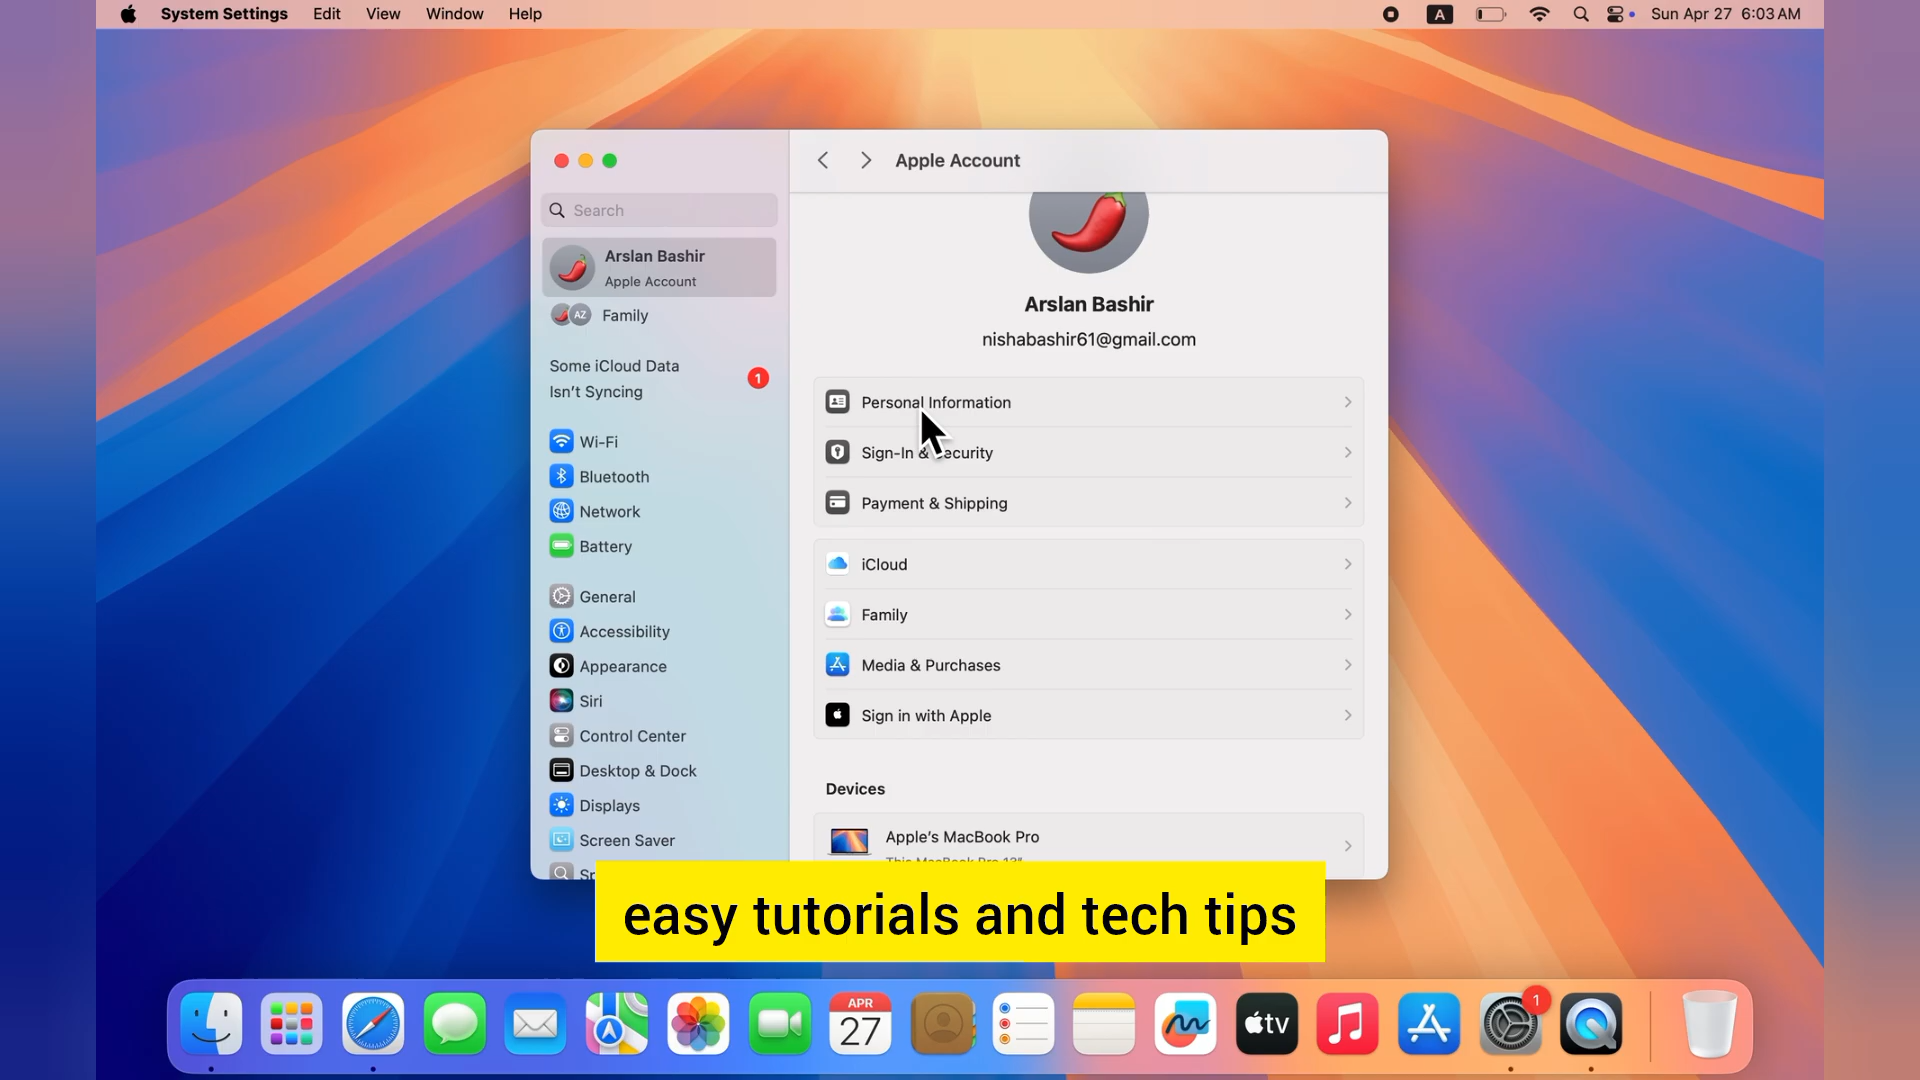 System Settings Edit View Window Help
A Sun Apr 27 6:03 AM
Apple Account
Search
Arslan Bashir
Apple Account
AZ Family
Some iCloud Data
Isn't Syncing
1
Wi-Fi
Bluetooth
Network
Battery
General
Accessibility
Appearance
Siri
Control Center
Desktop & Dock
Displays
Screen Saver
Arslan Bashir
nishabashir61@gmail.com
Personal Information
Sign-In & Security
Payment & Shipping
iCloud
Family
Media & Purchases
Sign in with Apple
Devices
Apple's MacBook Pro
This MacBook Pro 13"
easy tutorials and tech tips
APR
27
tv
1